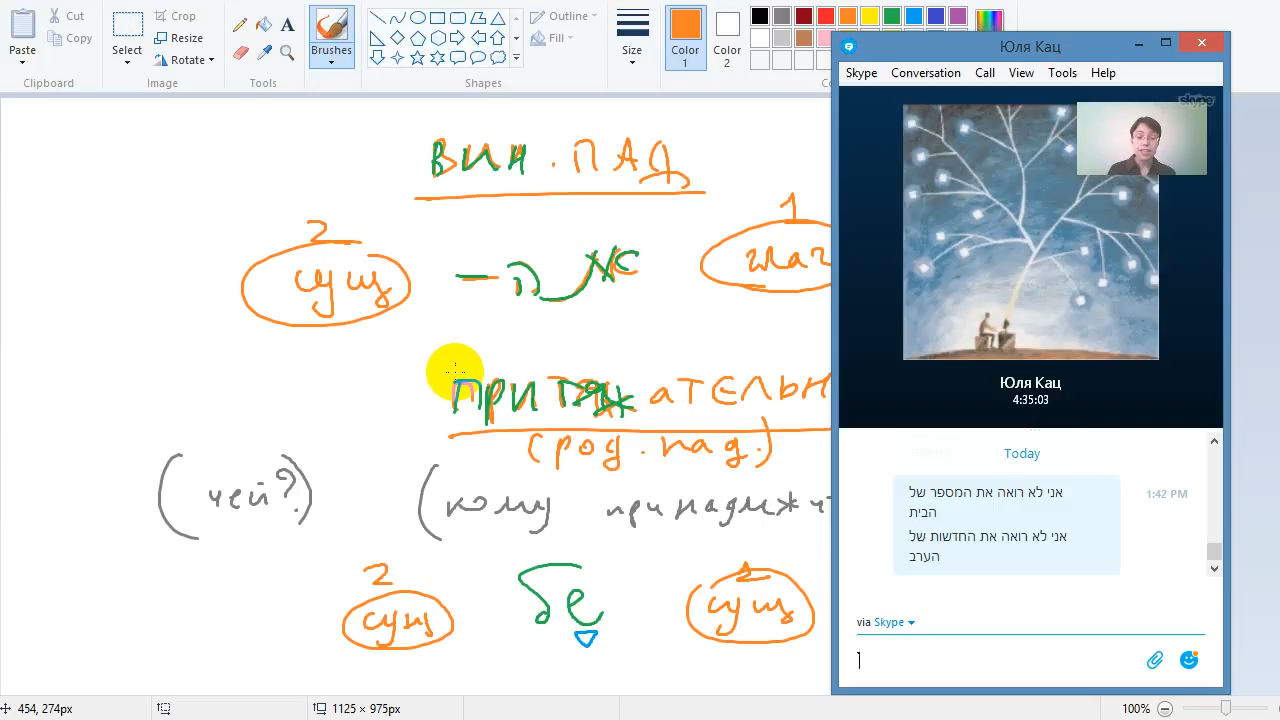 Paste
Cut
Copy
Clipboard
Select
Crop
Resize
Rotate
Image
Tools
Brushes
Shapes
Outline
Fill
Size
Color
1
Color
2
ВИН. ПАД
2
1
сущ
глаг
ПРИТЯЖАТЕЛЬН
(род. пад.)
(чей?)
(кому принадлежит
2
1
сущ
сущ
Юля Кац
Skype Conversation Call View Tools Help
skype
Юля Кац
4:35:03
Today
אני לא רואה את המספר של
הבית
אני לא רואה את החדשות של
הערב
1:42 PM
via Skype
454, 274px
1125 × 975px
100%